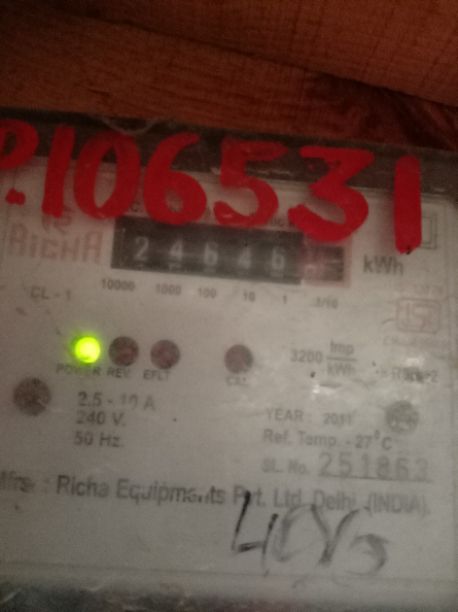 P.106531
RICHA
24646 kWh
CL - 1 10000 1000 100 10 1 1/10
POWER REV EFLT CAL 3200 Imp/kWh
2.5 - 10 A
240 V.
50 Hz.
YEAR : 2011
Ref. Temp. - 27°C
SL. No. 251863
Mfrs. : Richa Equipments Pvt. Ltd. Delhi (INDIA).